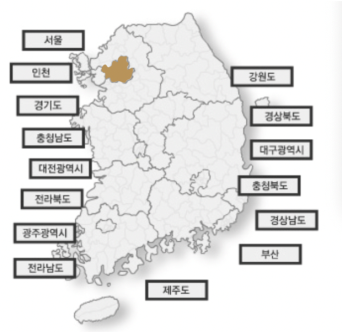 서울
인천
경기도
충청남도
대전광역시
전라북도
광주광역시
전라남도
강원도
경상북도
대구광역시
충청북도
경상남도
부산
제주도